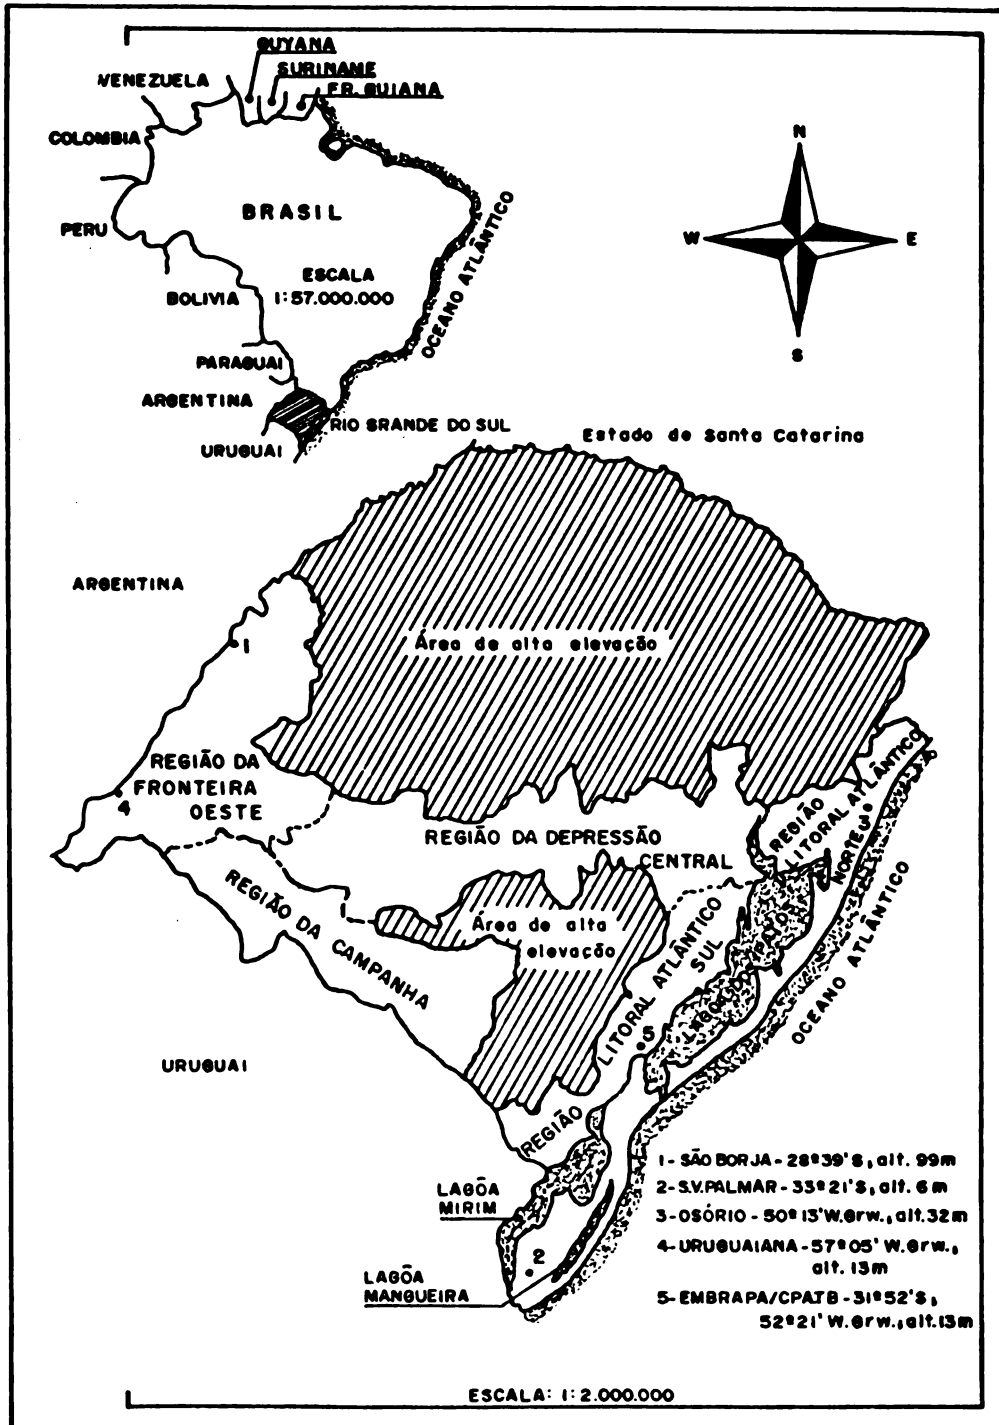 GUYANA
SURINAME
FR. GUIANA
VENEZUELA
COLOMBIA
PERU
BRASIL
ESCALA
1:57.000.000
BOLIVIA
PARAGUAI
ARGENTINA
URUGUAI
RIO GRANDE DO SUL
OCEANO ATLÂNTICO
N
W
E
S
Estado de Santa Catarina
ARGENTINA
1
Área de alta elevação
REGIÃO DA
FRONTEIRA
OESTE
4
REGIÃO DA DEPRESSÃO
CENTRAL
REGIÃO
LITORAL ATLÂNTICO
NORTE
3
REGIÃO DA CAMPANHA
Área de alta
elevação
REGIÃO
LITORAL ATLÂNTICO
SUL
LAGOA DOS PATOS
OCEANO ATLÂNTICO
5
URUGUAI
LAGÔA
MIRIM
2
LAGÔA
MANGUEIRA
1- SÃO BORJA - 28º39'S, alt. 99m
2- S.V.PALMAR - 33º21'S, alt. 6m
3- OSÓRIO - 50º13'W.Grw., alt.32m
4- URUGUAIANA - 57º05' W.Grw.,
alt. 13m
5- EMBRAPA/CPATB - 31º52'S,
52º21' W.Grw., alt.13m
ESCALA: 1:2.000.000